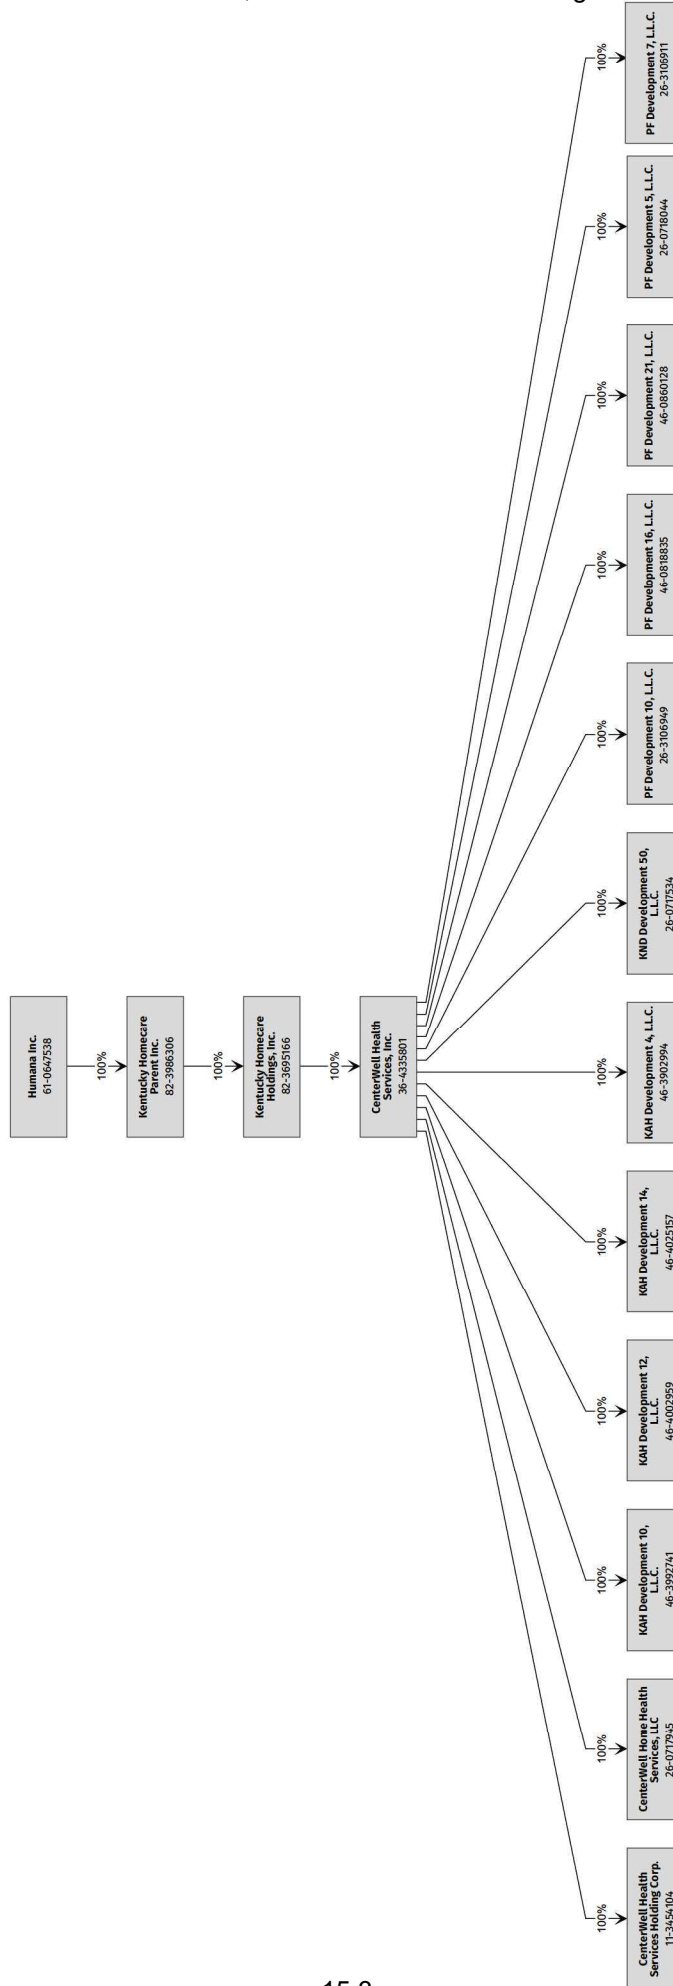 Humana Inc.
61-0647538
100%
Kentucky Homecare
Parent Inc.
82-3986306
100%
Kentucky Homecare
Holdings, Inc.
82-3695166
100%
CenterWell Health
Services, Inc.
36-4335801
100%
CenterWell Health
Services Holding Corp.
11-3454104
100%
CenterWell Home Health
Services, LLC
26-0717945
100%
KAH Development 10,
L.L.C.
46-3992741
100%
KAH Development 12,
L.L.C.
46-4002959
100%
KAH Development 14,
L.L.C.
46-4025157
100%
KAH Development 4, L.L.C.
46-3902994
100%
KND Development 50,
L.L.C.
26-0717534
100%
PF Development 10, L.L.C.
26-3106949
100%
PF Development 16, L.L.C.
46-0818835
100%
PF Development 21, L.L.C.
46-0860128
100%
PF Development 5, L.L.C.
26-0718044
100%
PF Development 7, L.L.C.
26-3106911